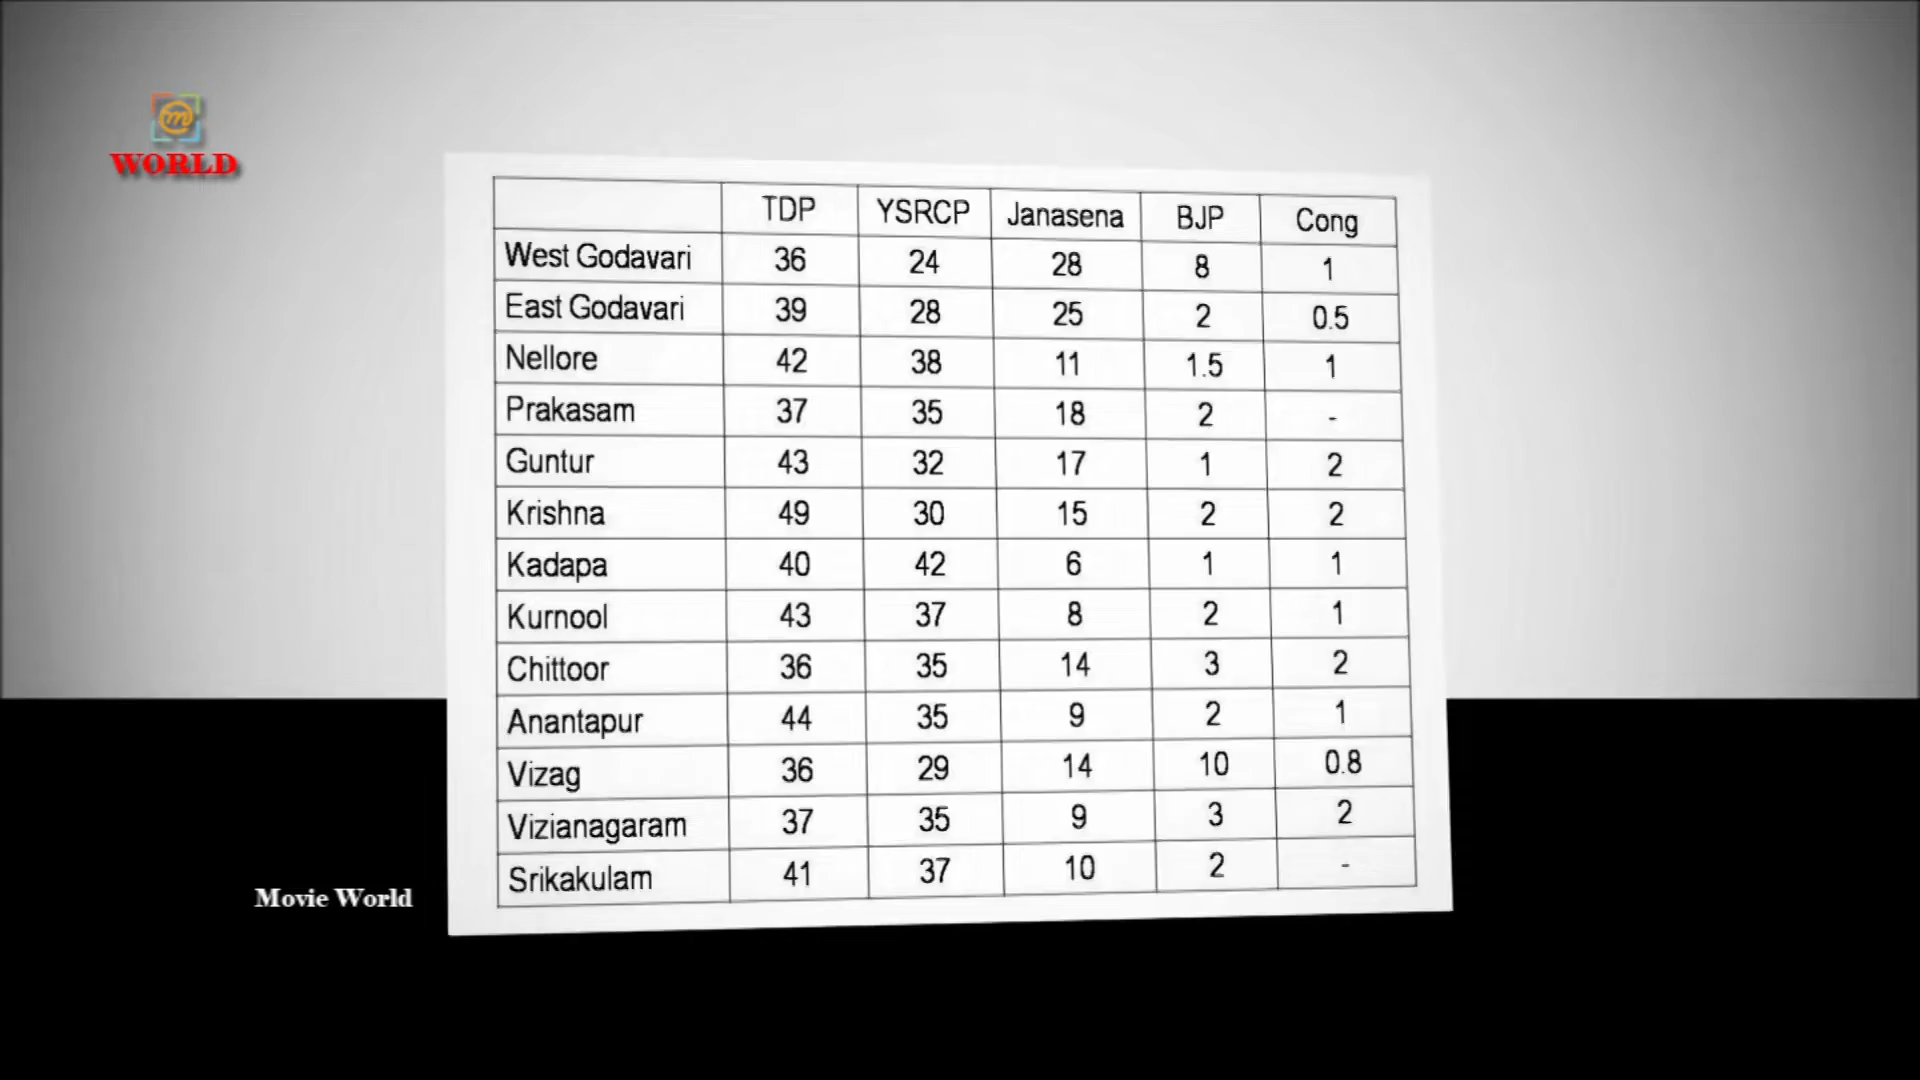 m
WORLD
TDP YSRCP Janasena BJP Cong
West Godavari 36 24 28 8 1
East Godavari 39 28 25 2 0.5
Nellore 42 38 11 1.5 1
Prakasam 37 35 18 2 -
Guntur 43 32 17 1 2
Krishna 49 30 15 2 2
Kadapa 40 42 6 1 1
Kurnool 43 37 8 2 1
Chittoor 36 35 14 3 2
Anantapur 44 35 9 2 1
Vizag 36 29 14 10 0.8
Vizianagaram 37 35 9 3 2
Srikakulam 41 37 10 2 -
Movie World